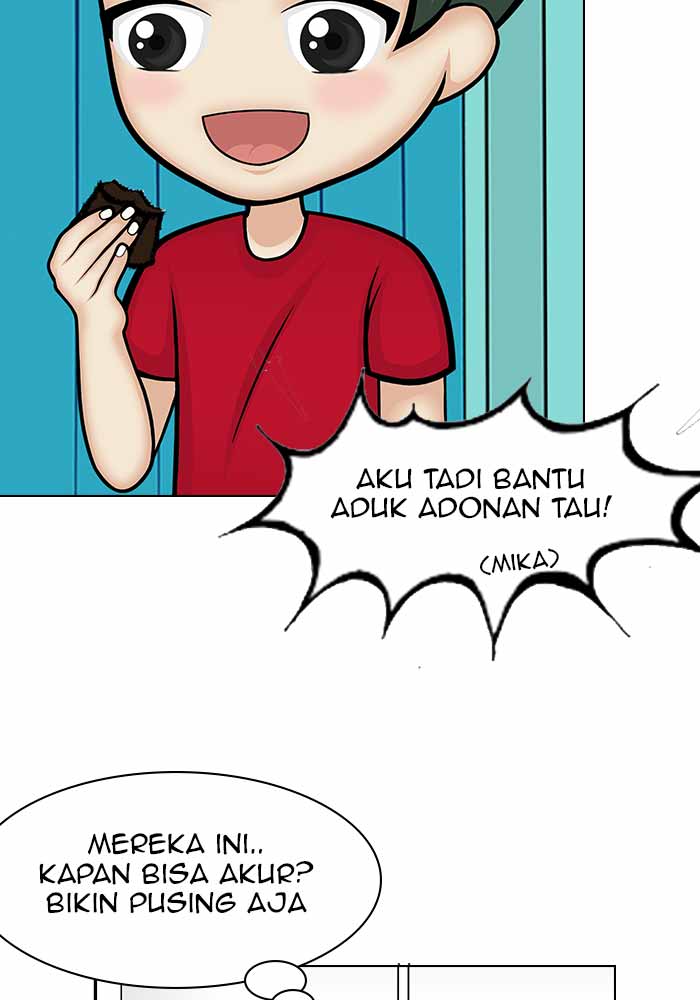 AKU TADI BANTU
ADUK ADONAN TAU!
(MIKA)
MEREKA INI..
KAPAN BISA AKUR?
BIKIN PUSING AJA